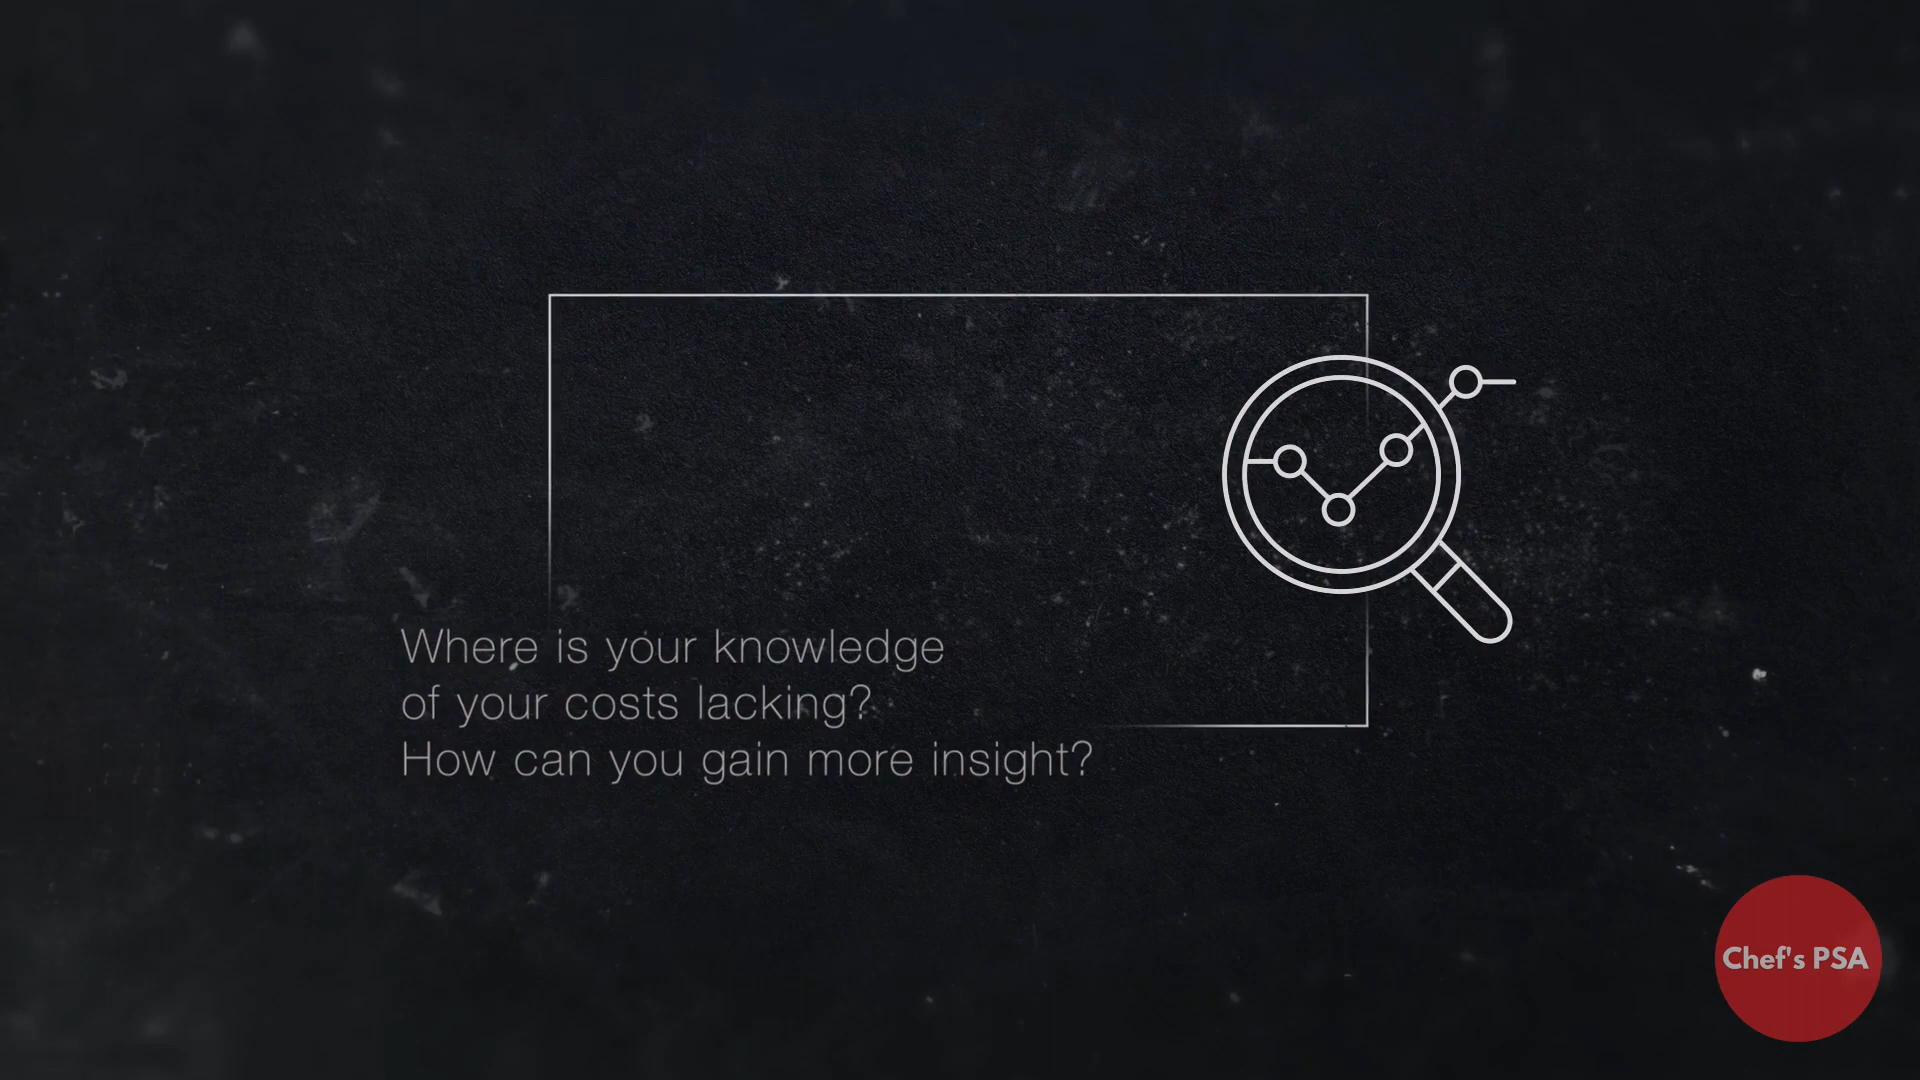 Where is your knowledge
of your costs lacking?
How can you gain more insight?
Chef's PSA